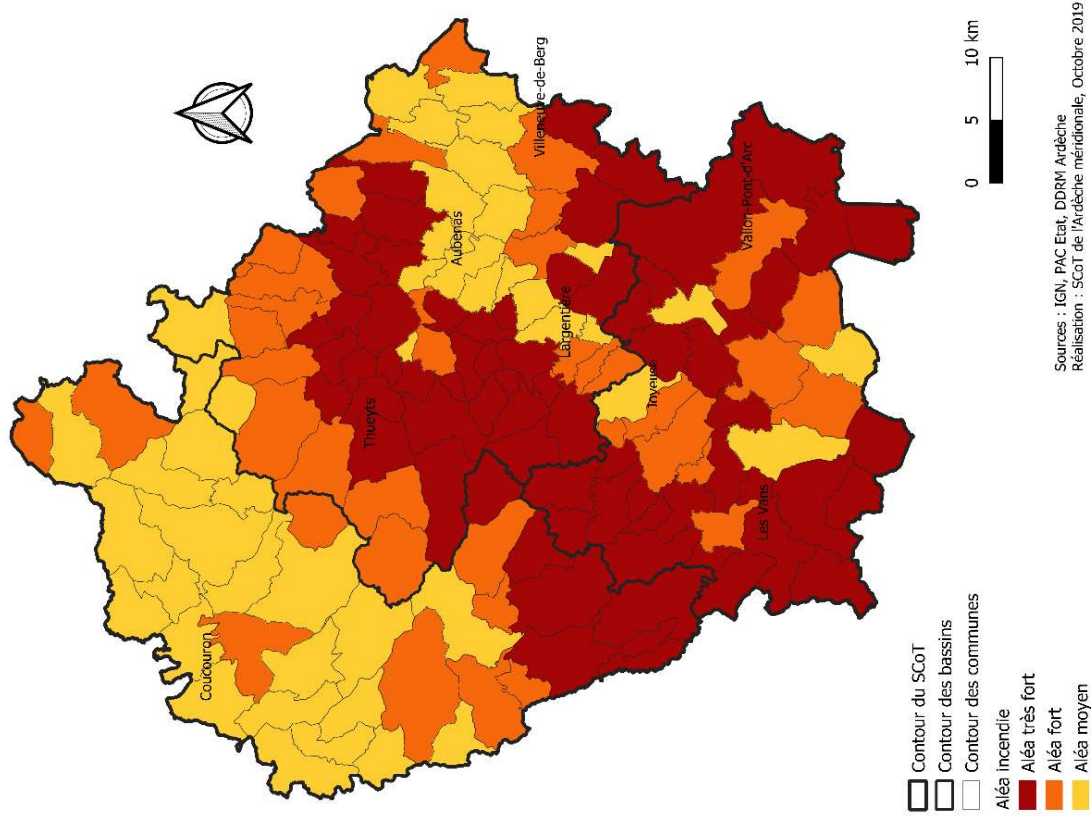 Coucouron
Thueyts
Aubenas
Villeneuve-de-Berg
Largentière
Joyeuse
Vallon-Pont-d'Arc
Les Vans
Contour du SCoT
Contour des bassins
Contour des communes
Aléa incendie
Aléa très fort
Aléa fort
Aléa moyen
0 5 10 km
Sources : IGN, PAC Etat, DDRM Ardèche
Réalisation : SCoT de l'Ardèche méridionale, Octobre 2019